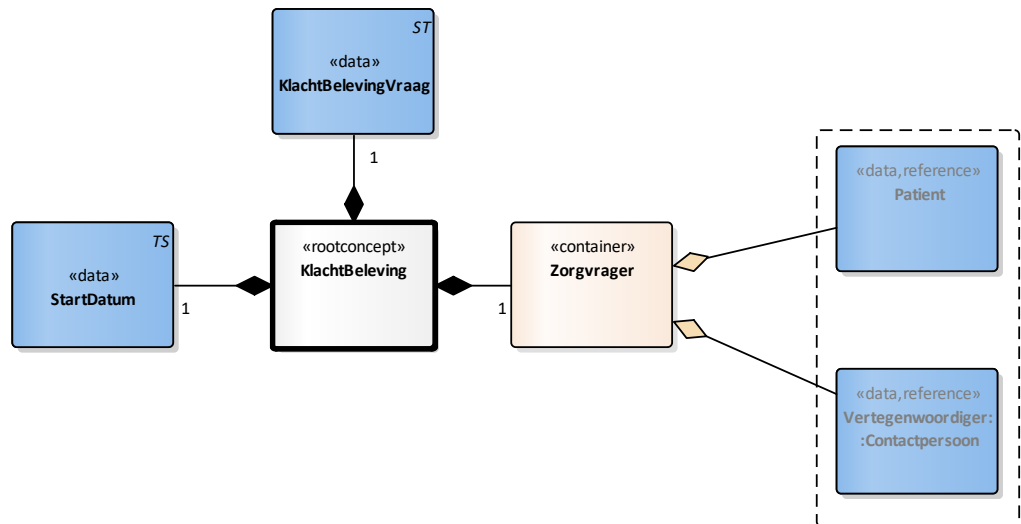 ST
«data»
KlachtBelevingVraag
1
«data,reference»
Patient
TS
«data»
StartDatum
1
«rootconcept»
KlachtBeleving
«container»
Zorgvrager
1
«data,reference»
Vertegenwoordiger:
:Contactpersoon